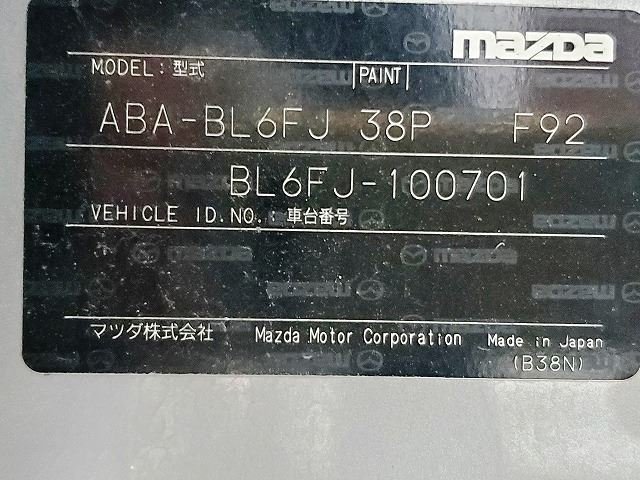 mazda
MODEL: 型式 PAINT
ABA-BL6FJ 38P F92
BL6FJ-100701
VEHICLE ID.NO.: 車台番号
マツダ株式会社 Mazda Motor Corporation Made in Japan
(B38N)